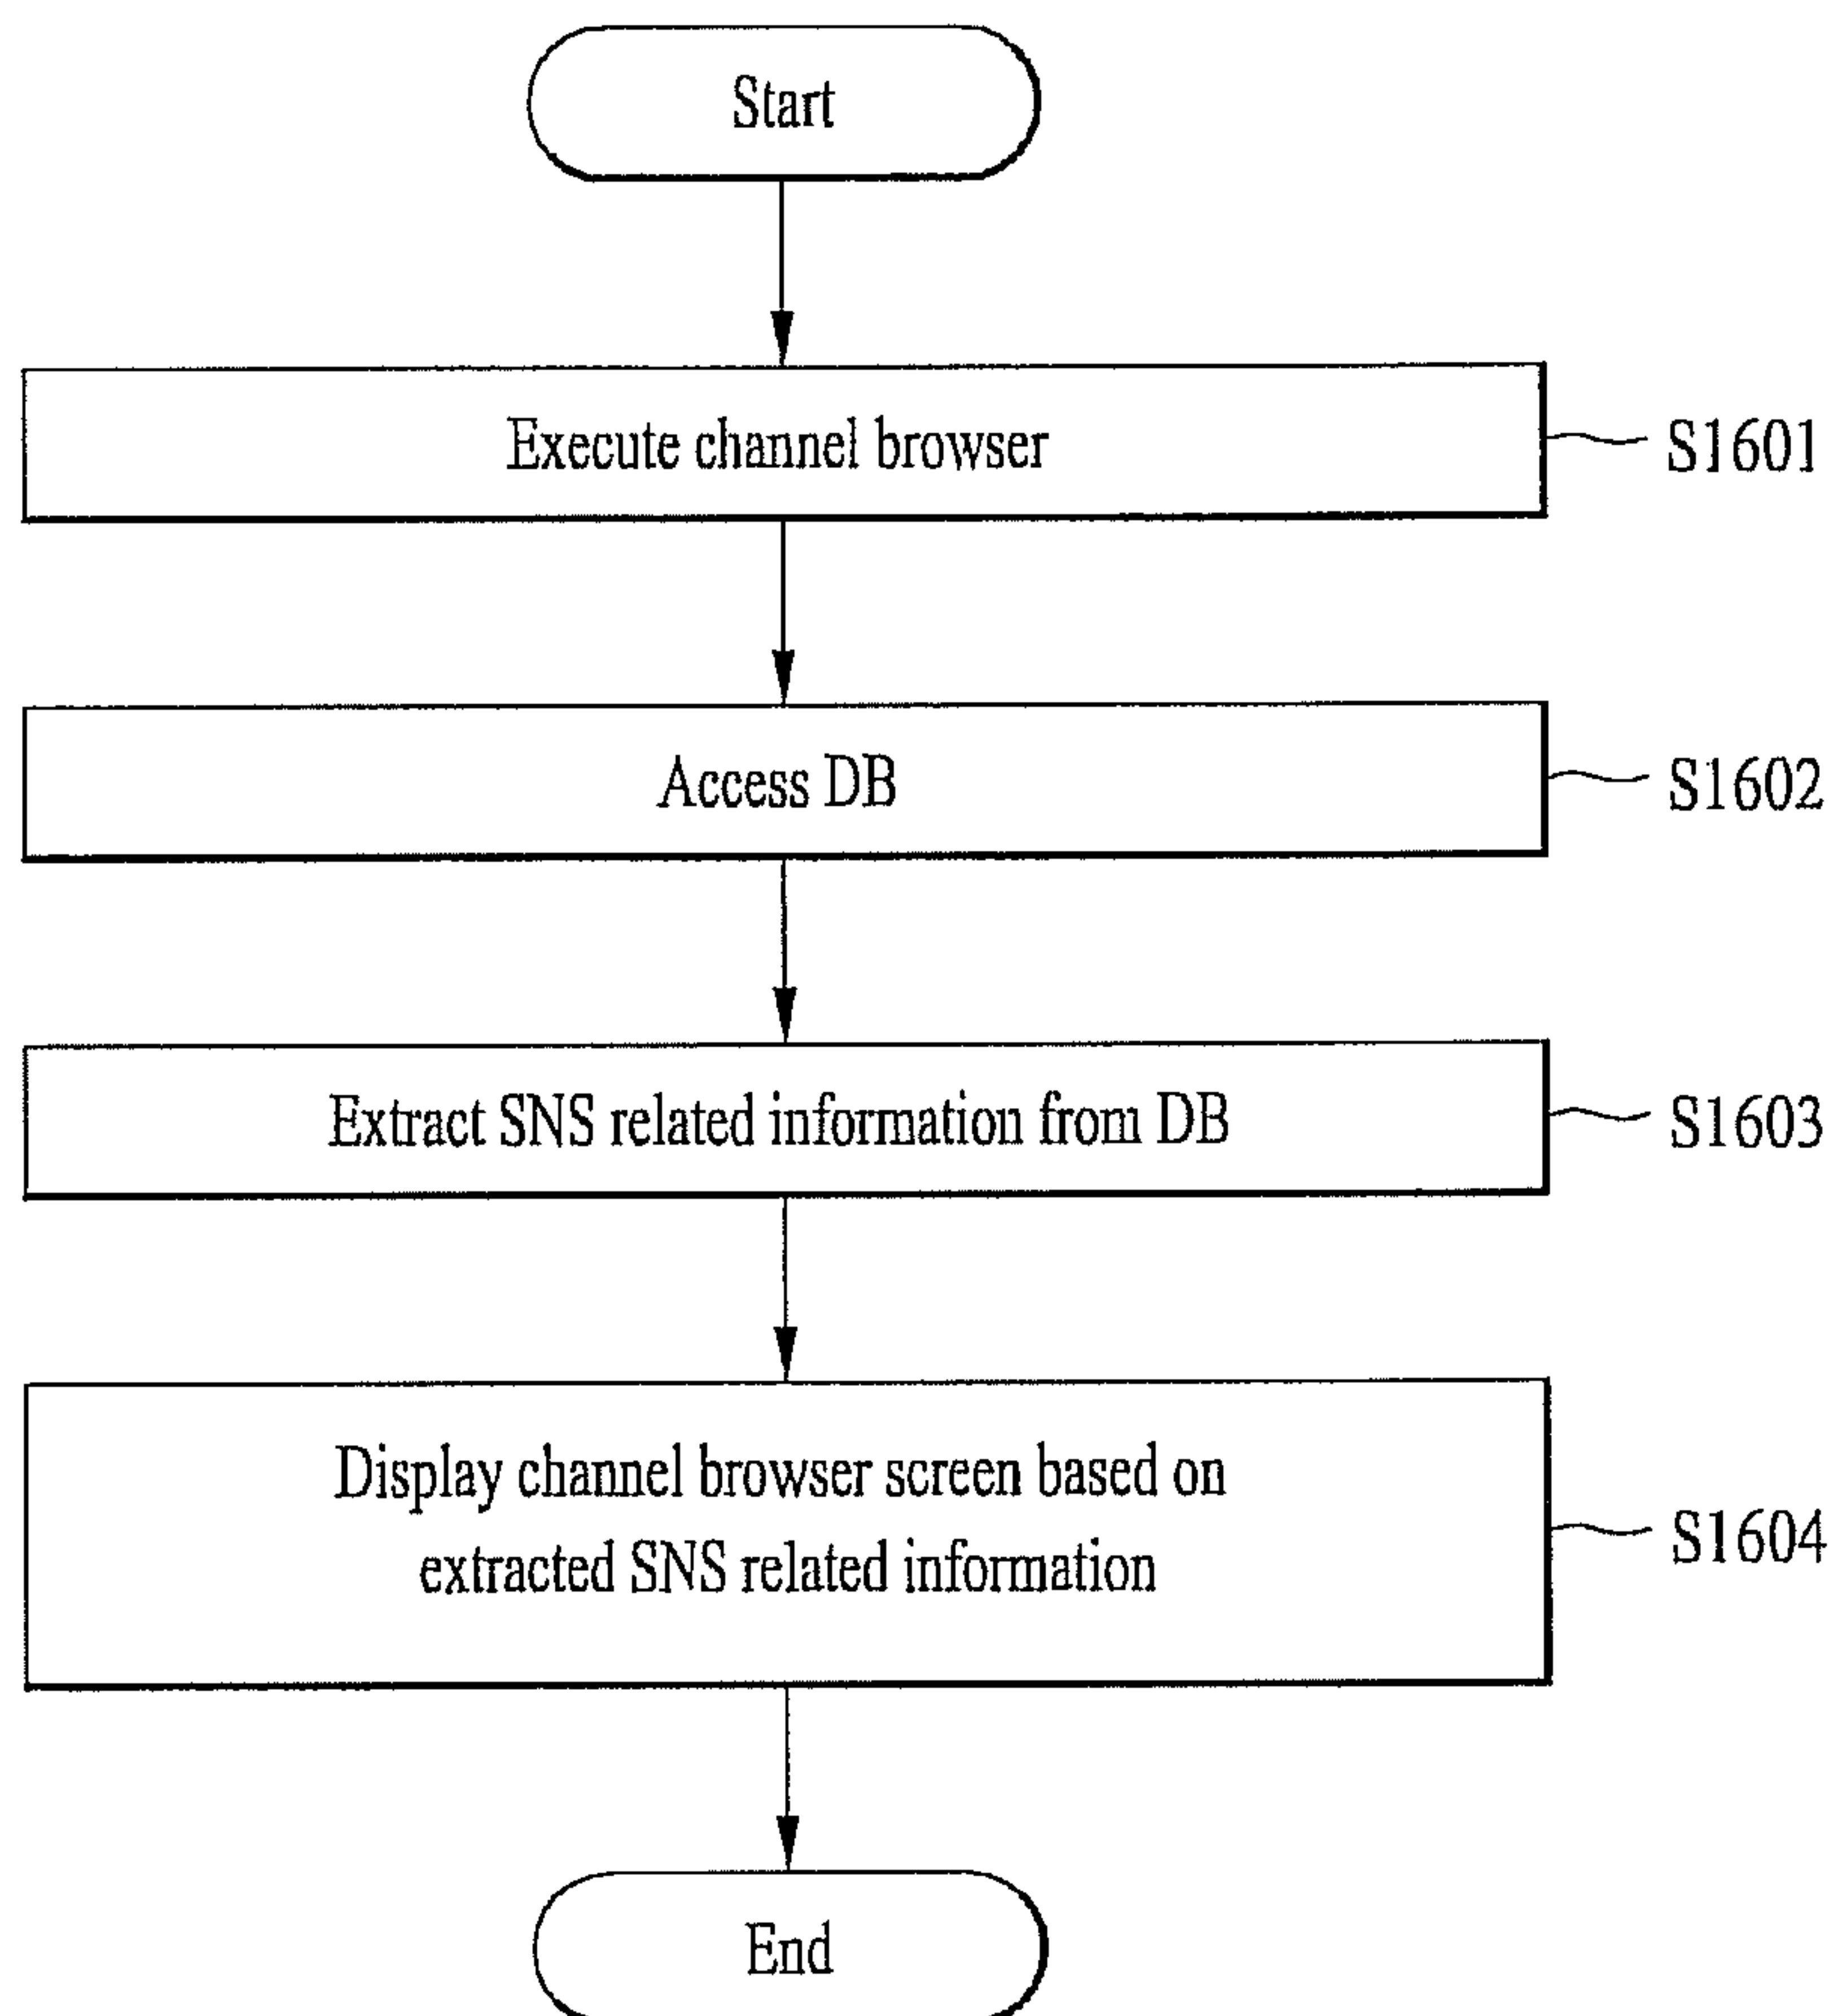 Start
Execute channel browser
S1601
Access DB
S1602
Extract SNS related information from DB
S1603
Display channel browser screen based on
extracted SNS related information
S1604
End